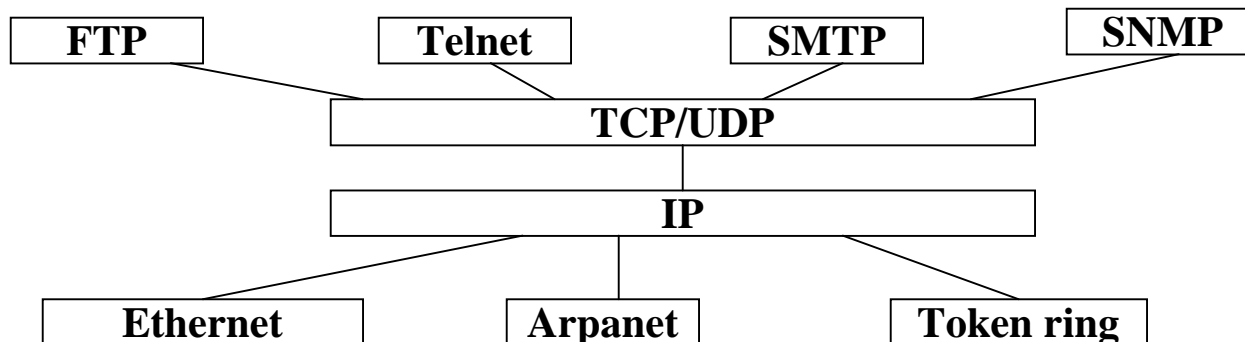 FTP Telnet SMTP SNMP
TCP/UDP
IP
Ethernet Arpanet Token ring